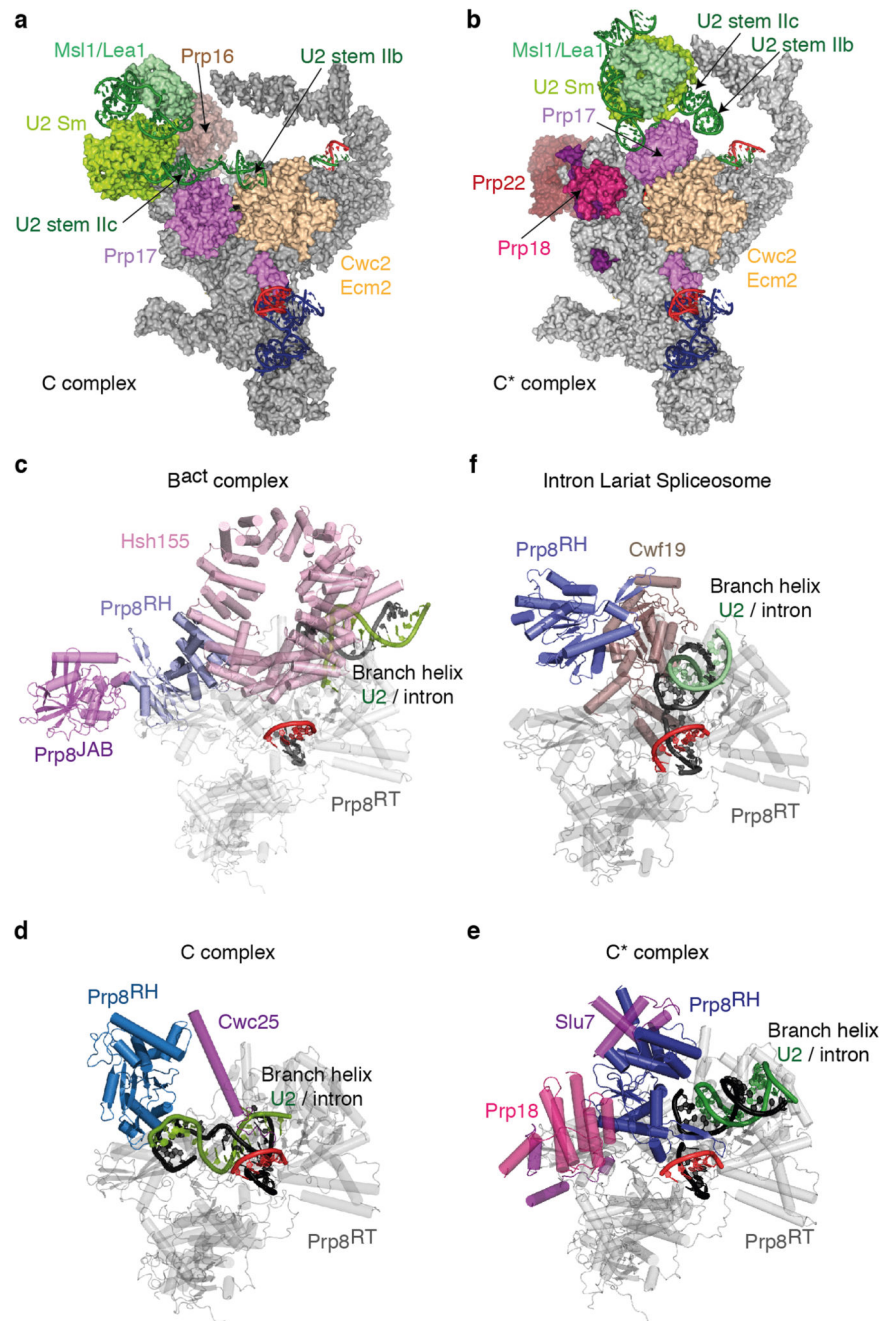 a
Msl1/Lea1
Prp16
U2 stem IIb
U2 Sm
U2 stem IIc
Prp17
Cwc2
Ecm2
C complex
b
Msl1/Lea1
U2 stem IIc
U2 stem IIb
U2 Sm
Prp17
Prp22
Prp18
Cwc2
Ecm2
C* complex
c
Bact complex
Hsh155
Prp8RH
Branch helix
U2 / intron
Prp8JAB
Prp8RT
f
Intron Lariat Spliceosome
Prp8RH
Cwf19
Branch helix
U2 / intron
Prp8RT
d
C complex
Prp8RH
Cwc25
Branch helix
U2 / intron
Prp8RT
e
C* complex
Slu7
Prp8RH
Branch helix
U2 / intron
Prp18
Prp8RT